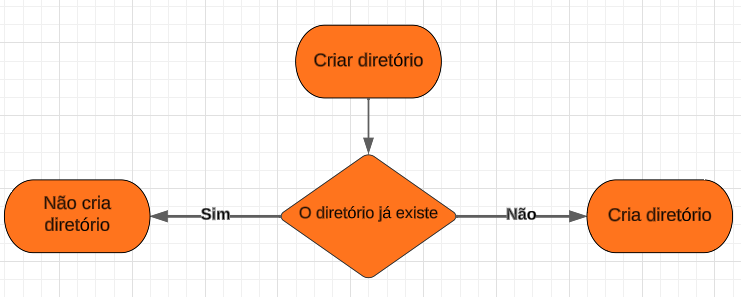 Criar diretório
O diretório já existe
Não cria
diretório
Sim
Não
Cria diretório